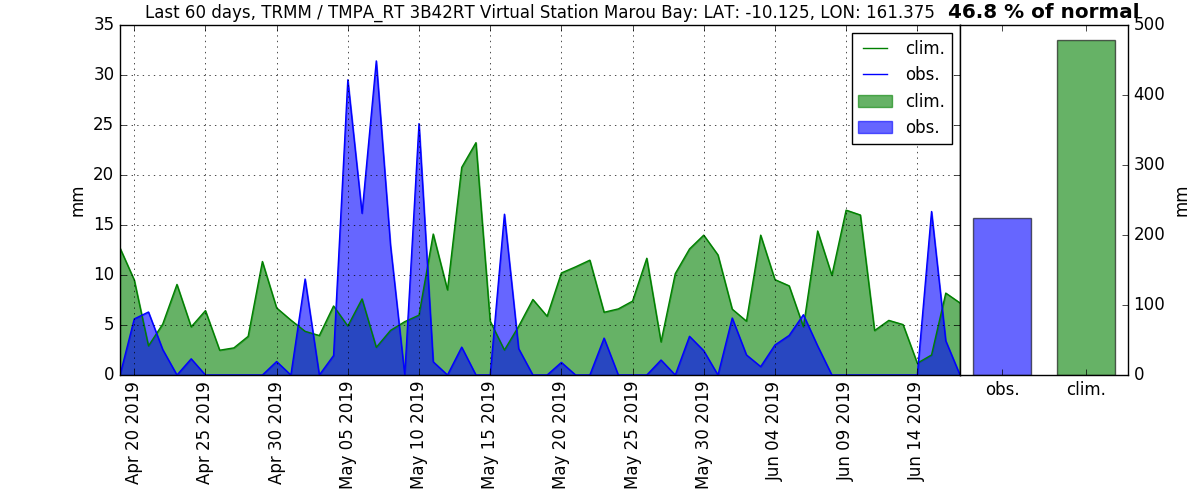 Last 60 days, TRMM / TMPA_RT 3B42RT Virtual Station Marou Bay: LAT: -10.125, LON: 161.375
46.8 % of normal
35
30
25
20
15
10
5
0
mm
clim.
obs.
clim.
obs.
Apr 20 2019
Apr 25 2019
Apr 30 2019
May 05 2019
May 10 2019
May 15 2019
May 20 2019
May 25 2019
May 30 2019
Jun 04 2019
Jun 09 2019
Jun 14 2019
500
400
300
200
100
0
mm
obs.
clim.